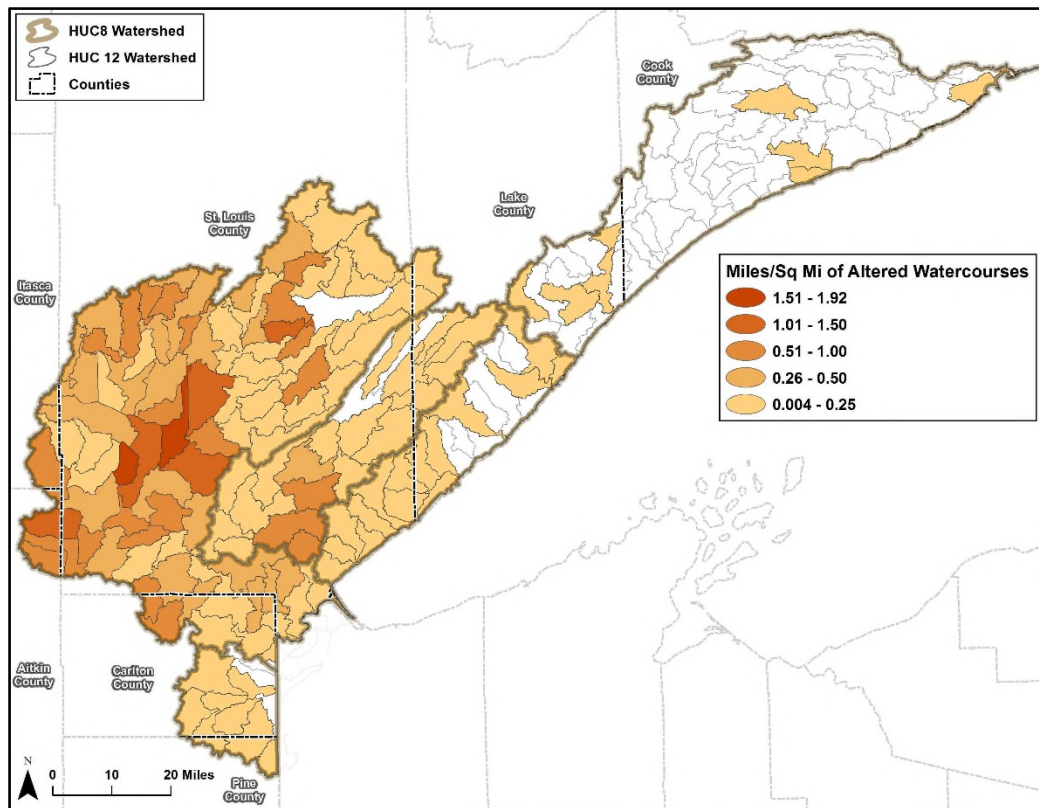 HUC8 Watershed
HUC 12 Watershed
Counties
Cook
County
Lake
County
St. Louis
County
Itasca
County
Miles/Sq Mi of Altered Watercourses
1.51 - 1.92
1.01 - 1.50
0.51 - 1.00
0.26 - 0.50
0.004 - 0.25
Aitkin
County
Carlton
County
Pine
County
N
0 10 20 Miles